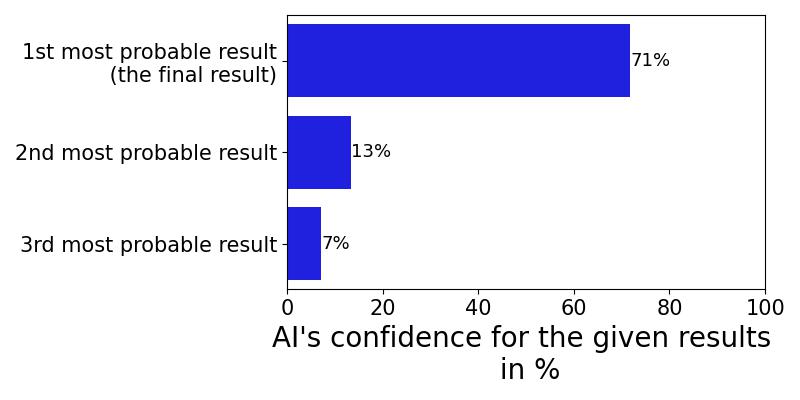 1st most probable result
(the final result)
71%
2nd most probable result
13%
3rd most probable result
7%
0 20 40 60 80 100
AI's confidence for the given results
in %